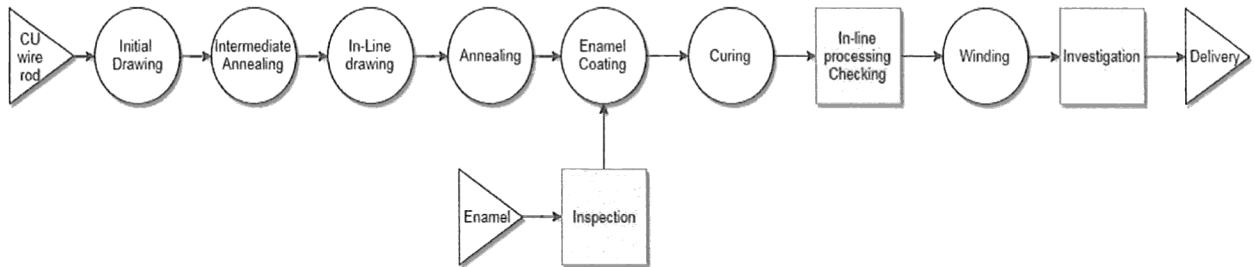 CU
wire
rod
Initial
Drawing
Intermediate
Annealing
In-Line
drawing
Annealing
Enamel
Coating
Curing
In-line
processing
Checking
Winding
Investigation
Delivery
Enamel
Inspection